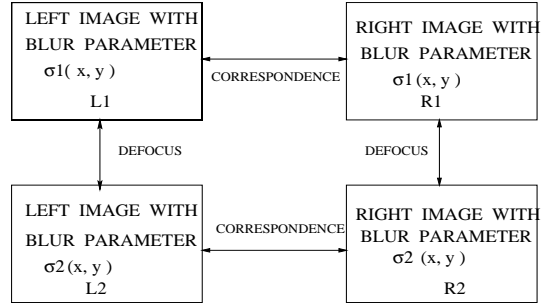 LEFT IMAGE WITH
BLUR PARAMETER
σ1( x, y )
L1
RIGHT IMAGE WITH
BLUR PARAMETER
σ1 (x, y)
R1
CORRESPONDENCE
DEFOCUS
DEFOCUS
LEFT IMAGE WITH
BLUR PARAMETER
σ2 (x, y)
L2
CORRESPONDENCE
RIGHT IMAGE WITH
BLUR PARAMETER
σ2 (x, y)
R2